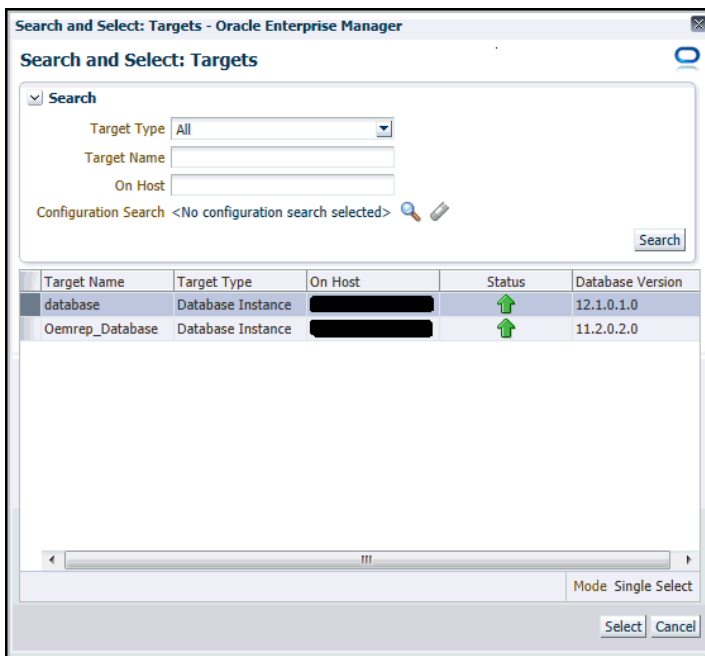 Search and Select: Targets - Oracle Enterprise Manager
Search and Select: Targets
Search
Target Type All
Target Name
On Host
Configuration Search <No configuration search selected>
Search
Target Name Target Type On Host Status Database Version
database Database Instance 12.1.0.1.0
Oemrep_Database Database Instance 11.2.0.2.0
Mode Single Select
Select Cancel